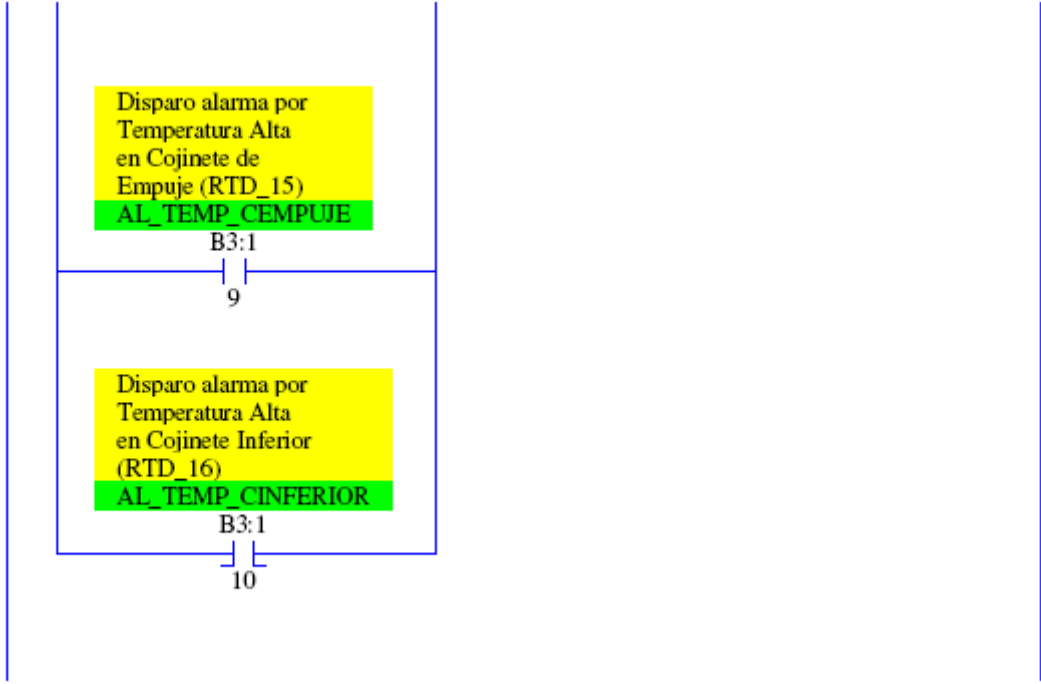 Disparo alarma por
Temperatura Alta
en Cojinete de
Empuje (RTD_15)
AL_TEMP_CEMPUJE
B3:1
9
Disparo alarma por
Temperatura Alta
en Cojinete Inferior
(RTD_16)
AL_TEMP_CINFERIOR
B3:1
10